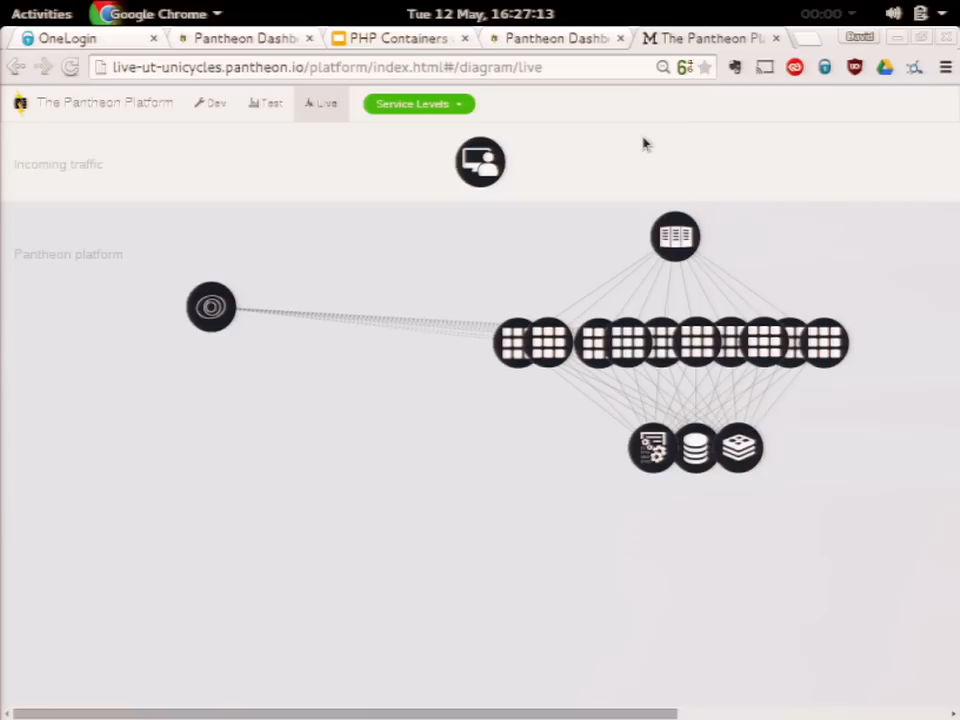 Activities
Google Chrome
Tue 12 May, 16:27:13
00:00
OneLogin
Pantheon Dashb
PHP Containers
Pantheon Dashb
The Pantheon Pl
David
live-ut-unicycles.pantheon.io/platform/index.html#/diagram/live
The Pantheon Platform
Dev
Test
Live
Service Levels
Incoming traffic
Pantheon platform